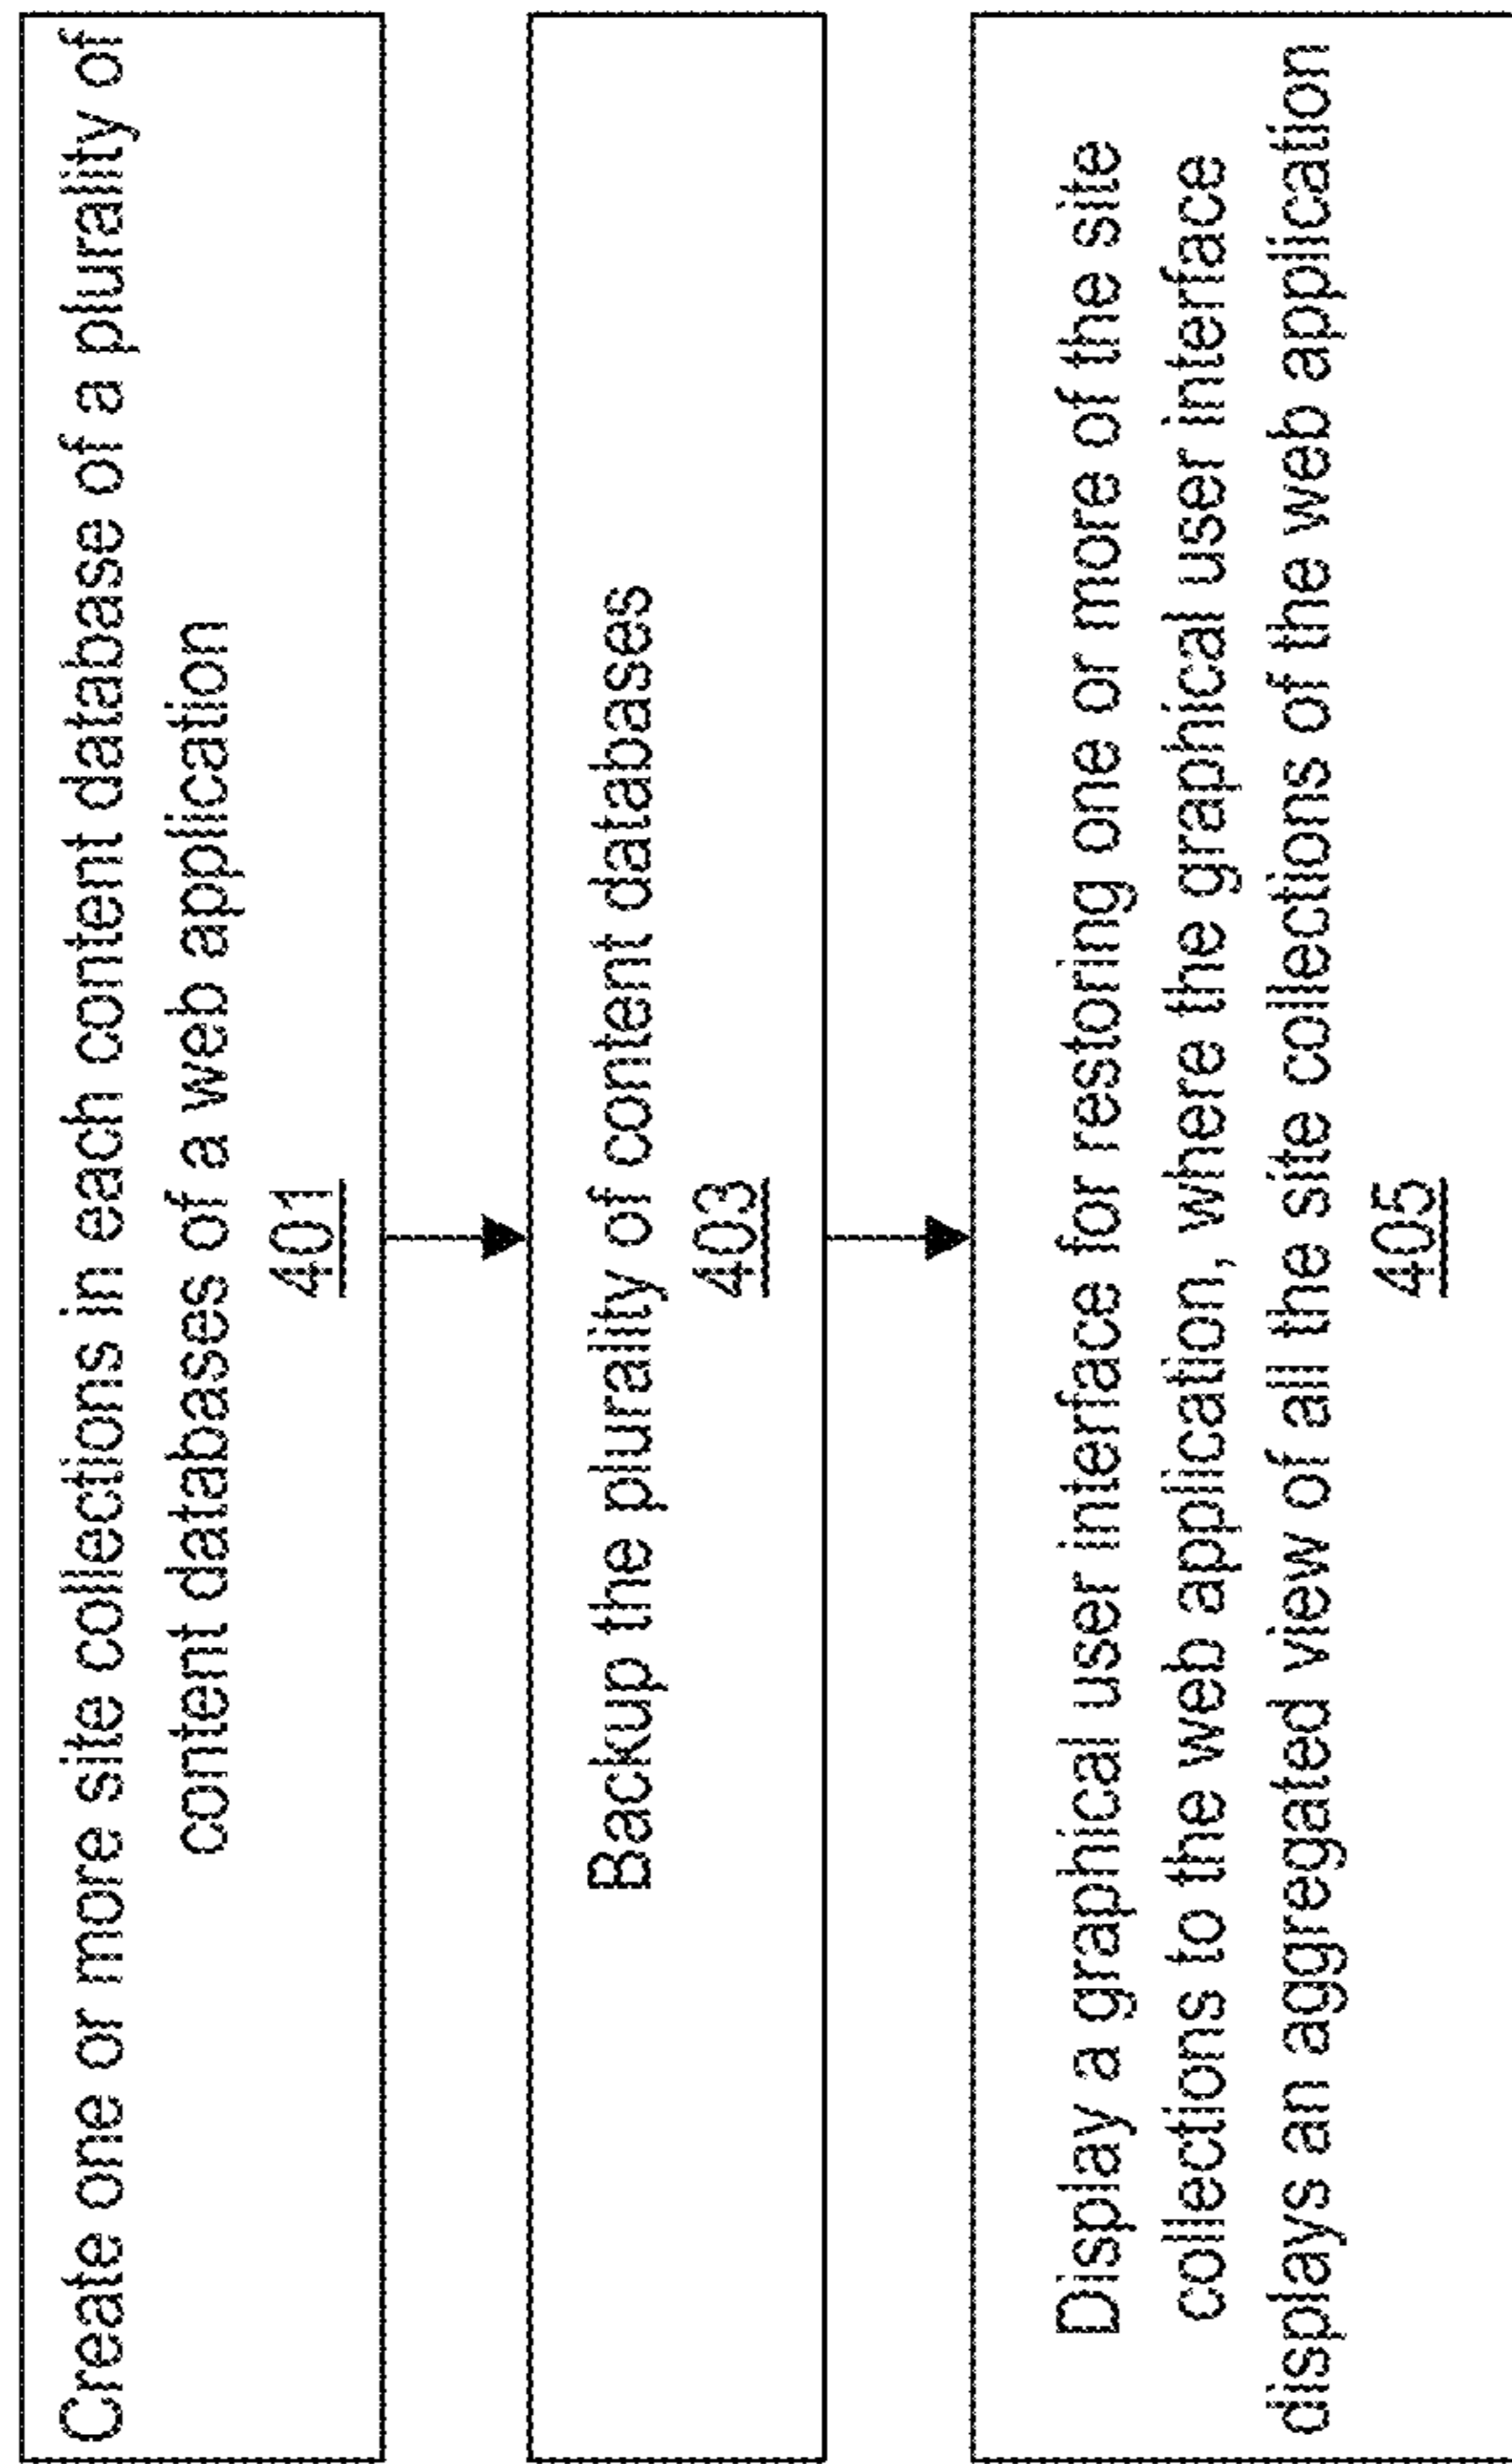 Create one or more site collections in each content database of a plurality of
content databases of a web application
401
Backup the plurality of content databases
403
Display a graphical user interface for restoring one or more of the site
collections to the web application, where the graphical user interface
displays an aggregated view of all the site collections of the web application
405